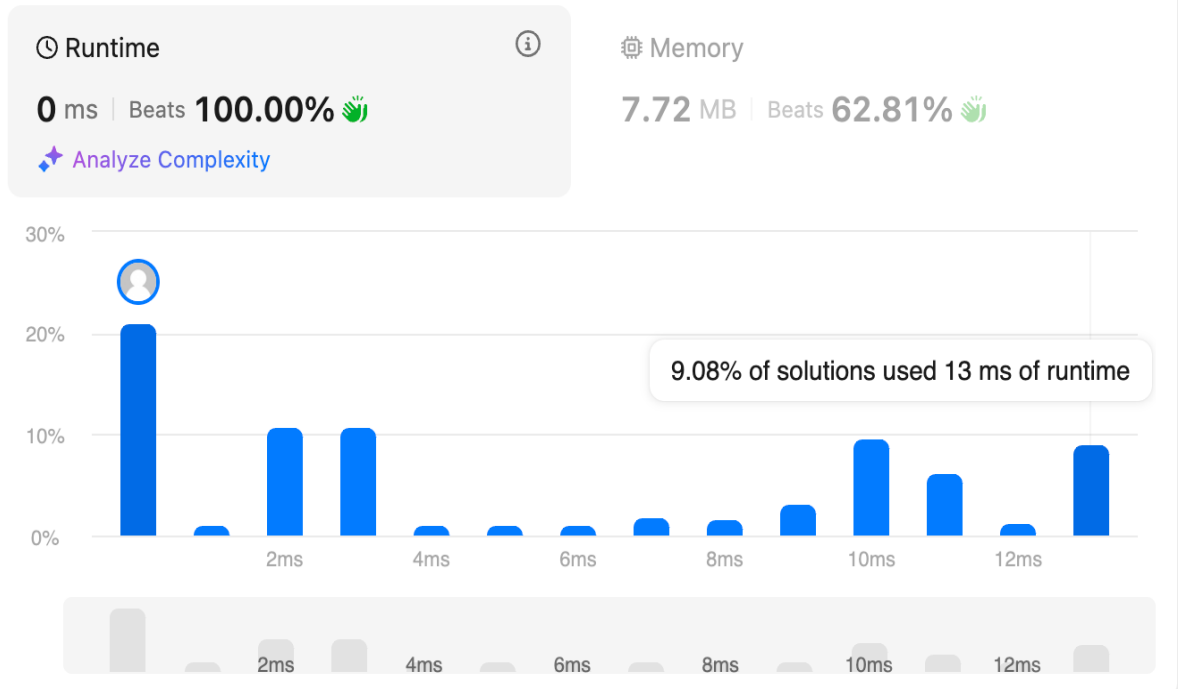 Runtime
0 ms | Beats 100.00%
Analyze Complexity
Memory
7.72 MB | Beats 62.81%
30%
20%
10%
0%
9.08% of solutions used 13 ms of runtime
2ms 4ms 6ms 8ms 10ms 12ms
2ms 4ms 6ms 8ms 10ms 12ms